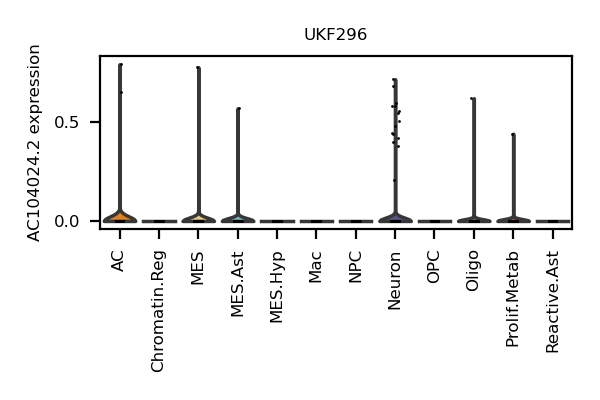 UKF296
AC104024.2 expression
0.5
0.0
AC
Chromatin.Reg
MES
MES.Ast
MES.Hyp
Mac
NPC
Neuron
OPC
Oligo
Prolif.Metab
Reactive.Ast